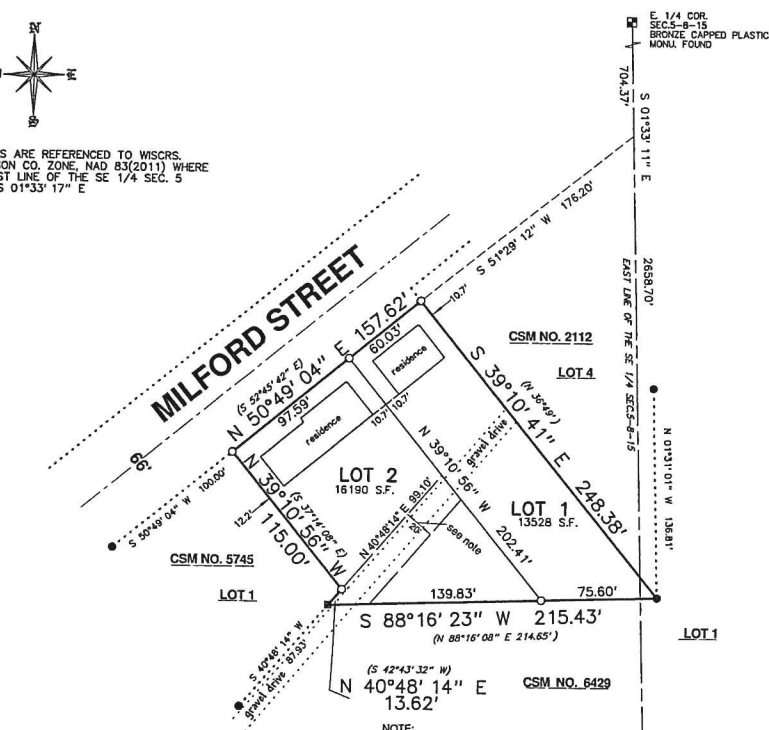 E. 1/4 COR.
SEC.5-8-15
BRONZE CAPPED PLASTIC
MONU. FOUND
N
E
S
S ARE REFERENCED TO WISCRS.
SON CO. ZONE, NAD 83(2011) WHERE
ST LINE OF THE SE 1/4 SEC. 5
S 01°33' 17" E
704.37'
S 01°33' 11" E
S 51°29' 12" W 176.20'
2658.70'
EAST LINE OF THE SE 1/4 SEC.5-8-15
MILFORD STREET
66'
N 50°49' 04" E 157.62'
(S 52°45' 42" E)
97.59'
60.03'
10.7'
residence
residence
10.7' 10.7'
CSM NO. 2112
LOT 4
S 39°10' 41" E 248.38'
(N 36°49')
gravel drive
N 01°31' 01" W 136.81'
S 50°49' 04" W 100.00'
N 39°10' 56" W
115.00'
(S 37°14'08" E)
12.2'
LOT 2
16190 S.F.
N 39°10' 56" W 202.41'
LOT 1
13528 S.F.
N 40°48'14" E 99.10'
20'
see note
CSM NO. 5745
LOT 1
139.83'
75.60'
S 88°16' 23" W 215.43'
(N 88°16'08" E 214.65')
LOT 1
S 40°48' 14" W
87.93'
gravel drive
(S 42°43'32" W)
N 40°48' 14" E
13.62'
CSM NO. 6429
NOTE: